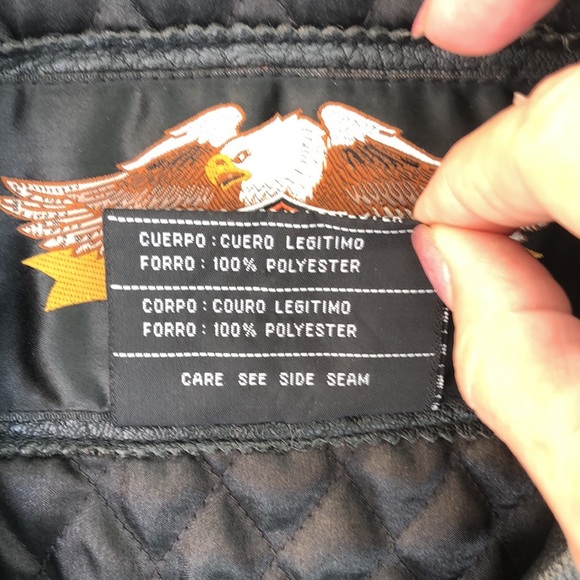 CUERPO : CUERO LEGITIMO
FORRO : 100% POLYESTER
CORPO : COURO LEGITIMO
FORRO : 100% POLYESTER
CARE SEE SIDE SEAM